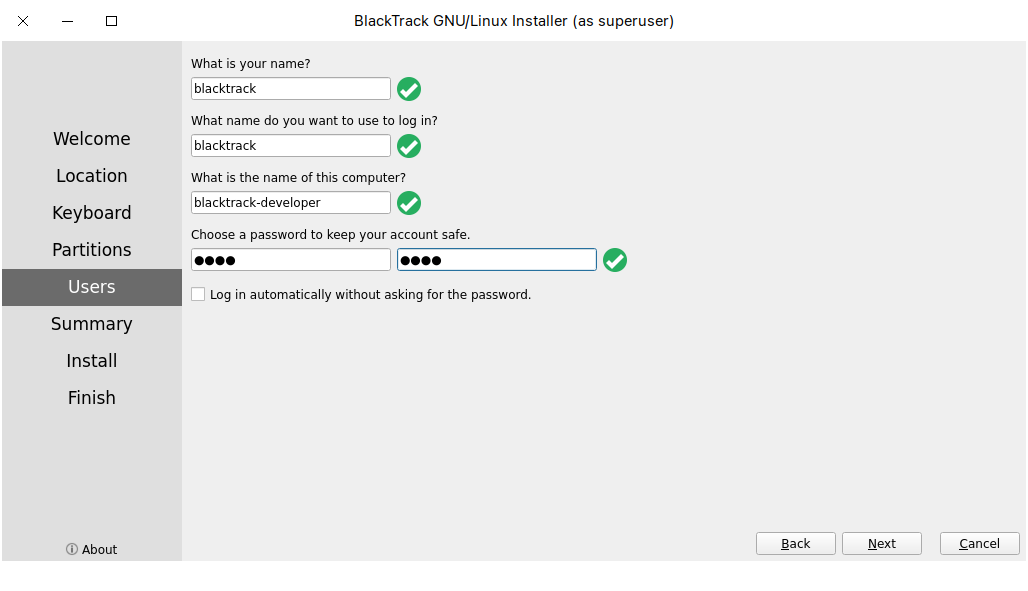 BlackTrack GNU/Linux Installer (as superuser)
Welcome
Location
Keyboard
Partitions
Users
Summary
Install
Finish
About
What is your name?
blacktrack
What name do you want to use to log in?
blacktrack
What is the name of this computer?
blacktrack-developer
Choose a password to keep your account safe.
●●●● ●●●●
Log in automatically without asking for the password.
Back Next Cancel